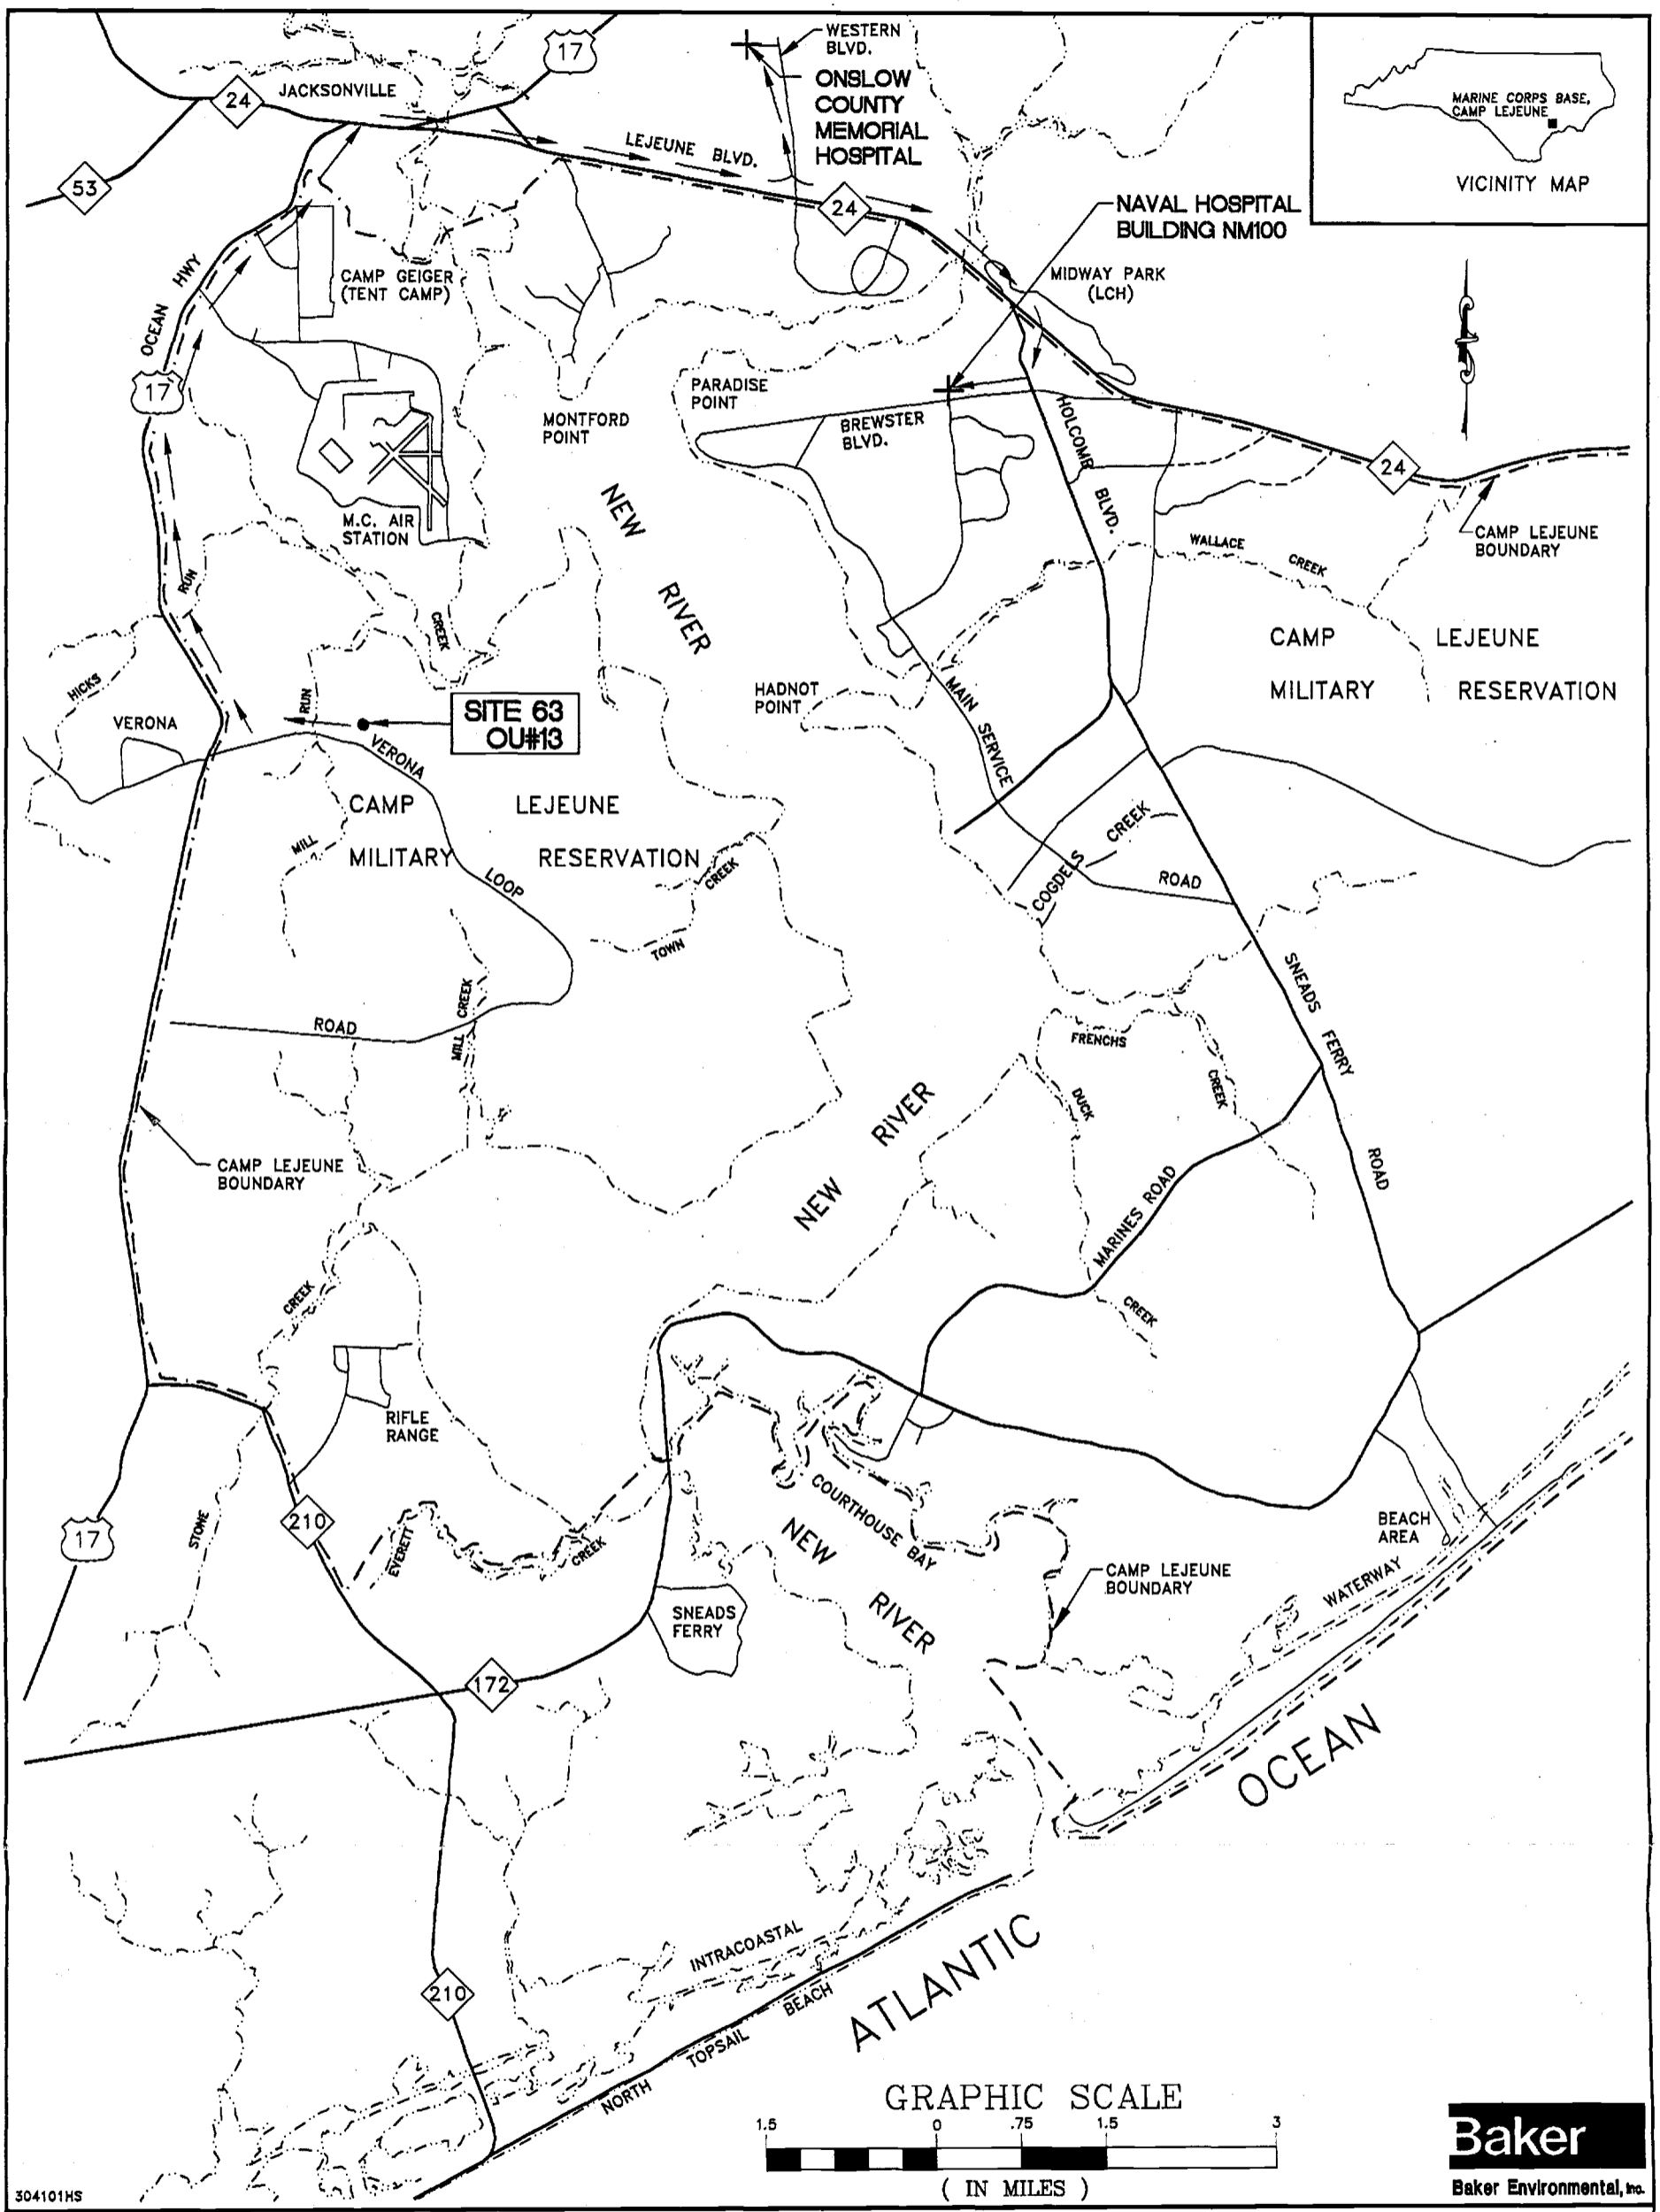 WESTERN
BLVD.
17
ONSLOW
COUNTY
MEMORIAL
HOSPITAL
JACKSONVILLE
24
LEJEUNE BLVD.
53
24
MARINE CORPS BASE,
CAMP LEJEUNE
VICINITY MAP
NAVAL HOSPITAL
BUILDING NM100
MIDWAY PARK
(LCH)
CAMP GEIGER
(TENT CAMP)
OCEAN HWY
17
PARADISE
POINT
MONTFORD
POINT
BREWSTER
BLVD.
HOLCOMB BLVD.
24
CAMP LEJEUNE
BOUNDARY
M.C. AIR
STATION
NEW RIVER
WALLACE CREEK
RUN
CREEK
CAMP LEJEUNE
MILITARY RESERVATION
HICKS
RUN
VERONA
SITE 63
OU#13
HADNOT
POINT
MAIN SERVICE
VERONA
CAMP LEJEUNE
MILITARY RESERVATION
MILL
LOOP
CREEK
TOWN
COGDELS CREEK
ROAD
SNEADS FERRY
ROAD
MILL CREEK
FRENCHS
CREEK
DUCK
NEW RIVER
CAMP LEJEUNE
BOUNDARY
ROAD
MARINES ROAD
CREEK
CREEK
RIFLE
RANGE
17
210
STONE
EVERETT
CREEK
COURTHOUSE BAY
NEW RIVER
BEACH
AREA
CAMP LEJEUNE
BOUNDARY
WATERWAY
SNEADS
FERRY
172
OCEAN
210
INTRACOASTAL
NORTH TOPSAIL BEACH
ATLANTIC
GRAPHIC SCALE
1.5 0 .75 1.5 3
( IN MILES )
Baker
Baker Environmental, Inc.
304101HS